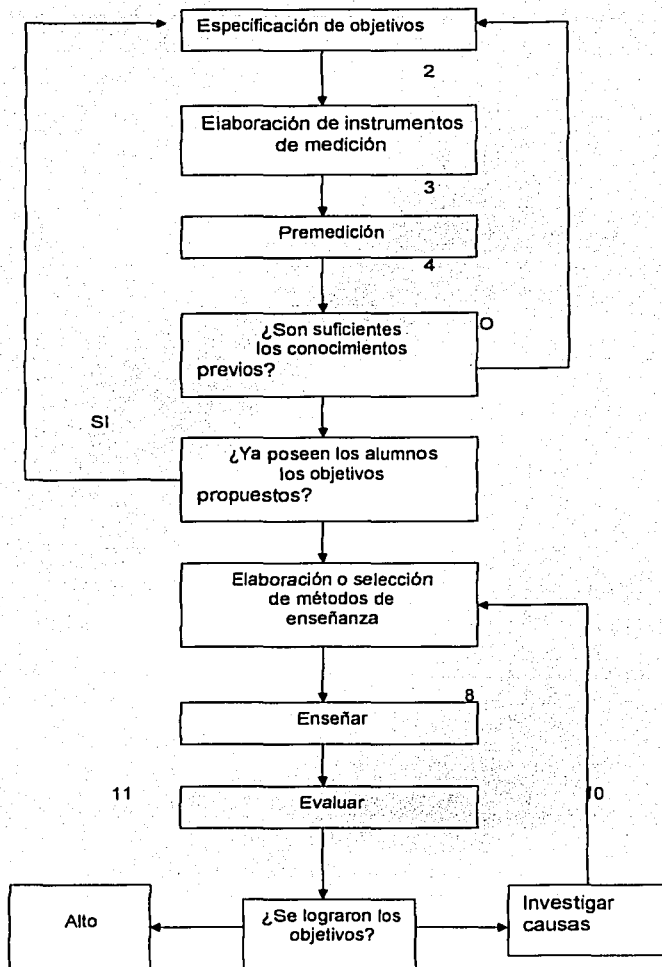 Especificación de objetivos
2
Elaboración de instrumentos
de medición
3
Premedición
4
¿Son suficientes
los conocimientos
previos?
O
SI
¿Ya poseen los alumnos
los objetivos
propuestos?
Elaboración o selección
de métodos de
enseñanza
8
Enseñar
11
Evaluar
10
Alto
¿Se lograron los
objetivos?
Investigar
causas